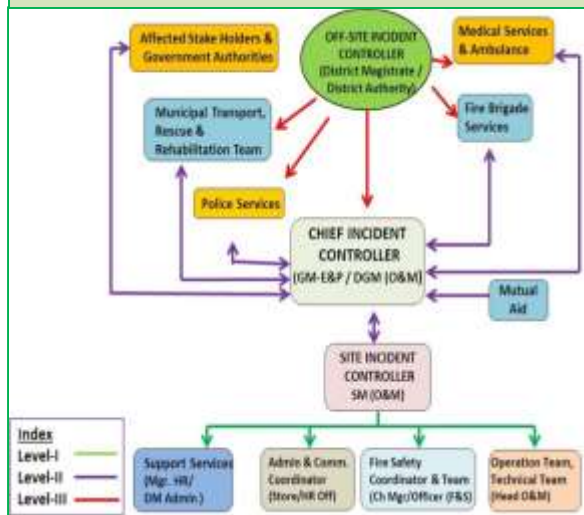 Affected Stake Holders &
Government Authorities
OFF-SITE INCIDENT
CONTROLLER
(District Magistrate /
District Authority)
Medical Services
& Ambulance
Municipal Transport,
Rescue &
Rehabilitation Team
Fire Brigade
Services
Police Services
CHIEF INCIDENT
CONTROLLER
(GM-E&P / DGM (O&M)
Mutual
Aid
SITE INCIDENT
CONTROLLER
SM (O&M)
Index
Level-I
Level-II
Level-III
Support Services
(Mgr. HR/
DM Admin.)
Admin & Comm.
Coordinator
(Store/HR Off)
Fire Safety
Coordinator & Team
(Ch Mgr/Officer (F&S)
Operation Team,
Technical Team
(Head O&M)